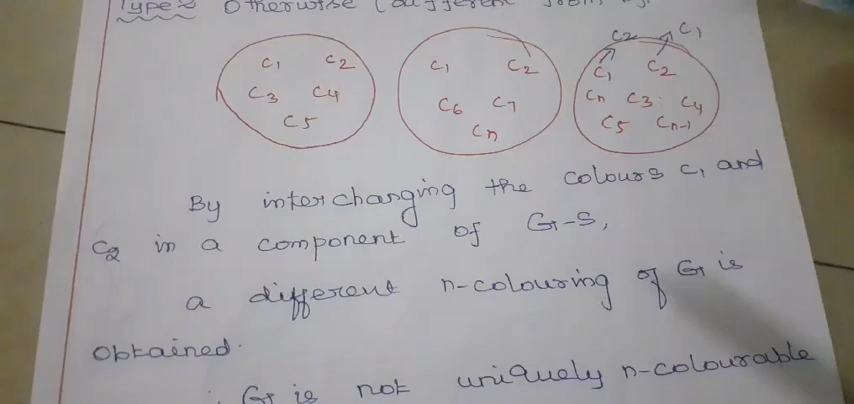 Type 2 Otherwise (different from
C2 C1
C1 C2 C1 C2 C1 C2
C3 C4 C6 C7 Cn C3 C4
C5 Cn C5 Cn-1
By interchanging the colours C1 and
C2 in a component of G-S,
a different n-colouring of G is
obtained.
∴ G is not uniquely n-colourable